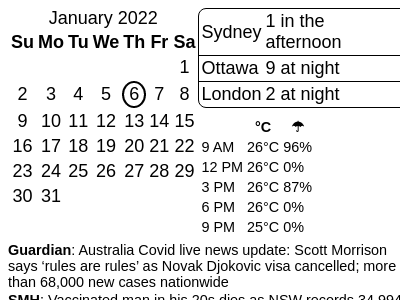 January 2022
Su Mo Tu We Th Fr Sa
1
2 3 4 5 6 7 8
9 10 11 12 13 14 15
16 17 18 19 20 21 22
23 24 25 26 27 28 29
30 31
Sydney 1 in the
afternoon
Ottawa 9 at night
London 2 at night
°C ☂
9 AM 26°C 96%
12 PM 26°C 0%
3 PM 26°C 87%
6 PM 26°C 0%
9 PM 25°C 0%
Guardian: Australia Covid live news update: Scott Morrison
says ‘rules are rules’ as Novak Djokovic visa cancelled; more
than 68,000 new cases nationwide
SMH: Vaccinated man in his 20s dies as NSW records 34,994